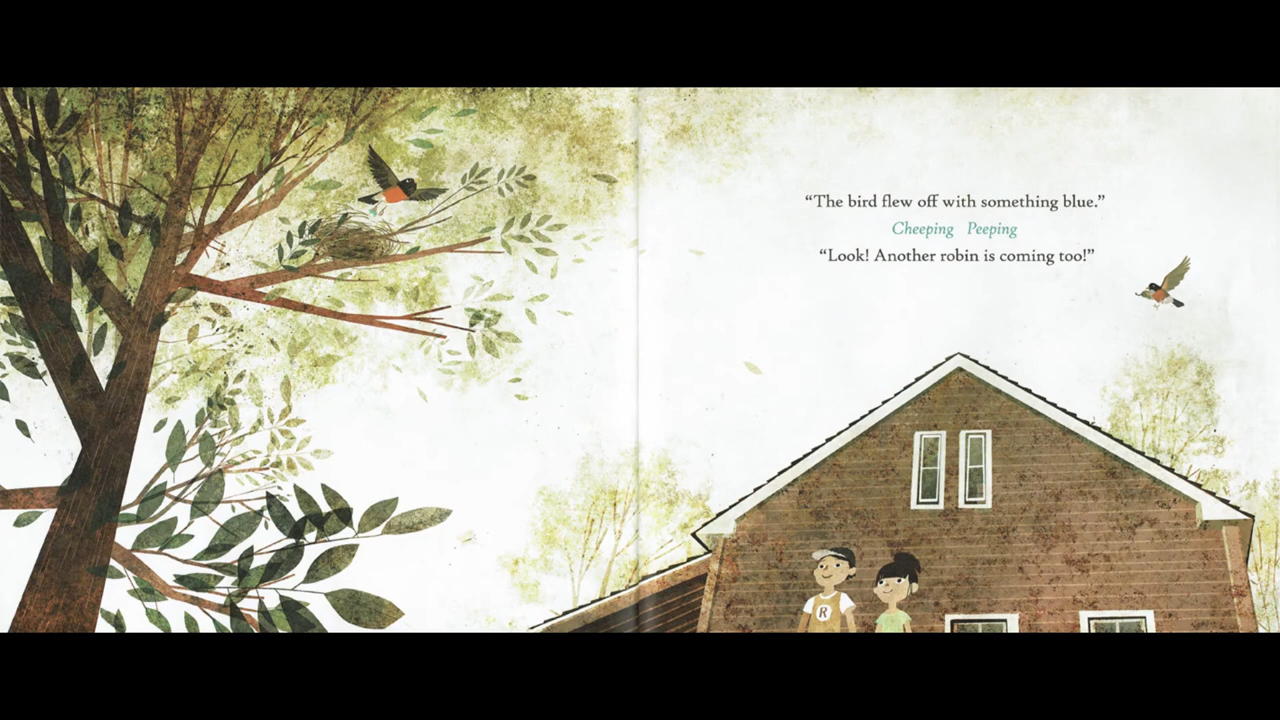 “The bird flew off with something blue.”
Cheeping Peeping
“Look! Another robin is coming too!”
R